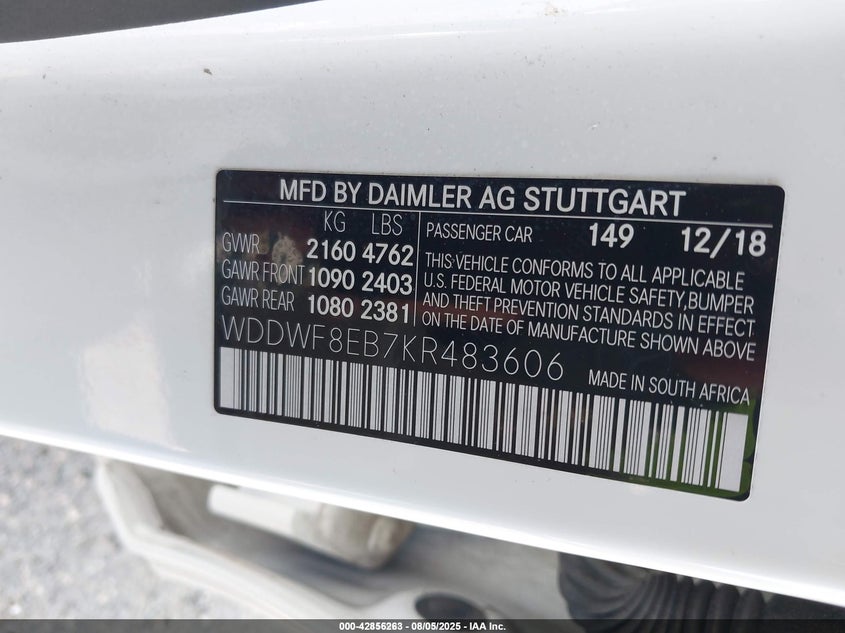 MFD BY DAIMLER AG STUTTGART
KG LBS
GVWR 2160 4762
GAWR FRONT 1090 2403
GAWR REAR 1080 2381
PASSENGER CAR 149 12/18
THIS VEHICLE CONFORMS TO ALL APPLICABLE
U.S. FEDERAL MOTOR VEHICLE SAFETY, BUMPER
AND THEFT PREVENTION STANDARDS IN EFFECT
ON THE DATE OF MANUFACTURE SHOWN ABOVE
WDDWF8EB7KR483606
MADE IN SOUTH AFRICA
000-42856263 - 08/05/2025 - IAA Inc.